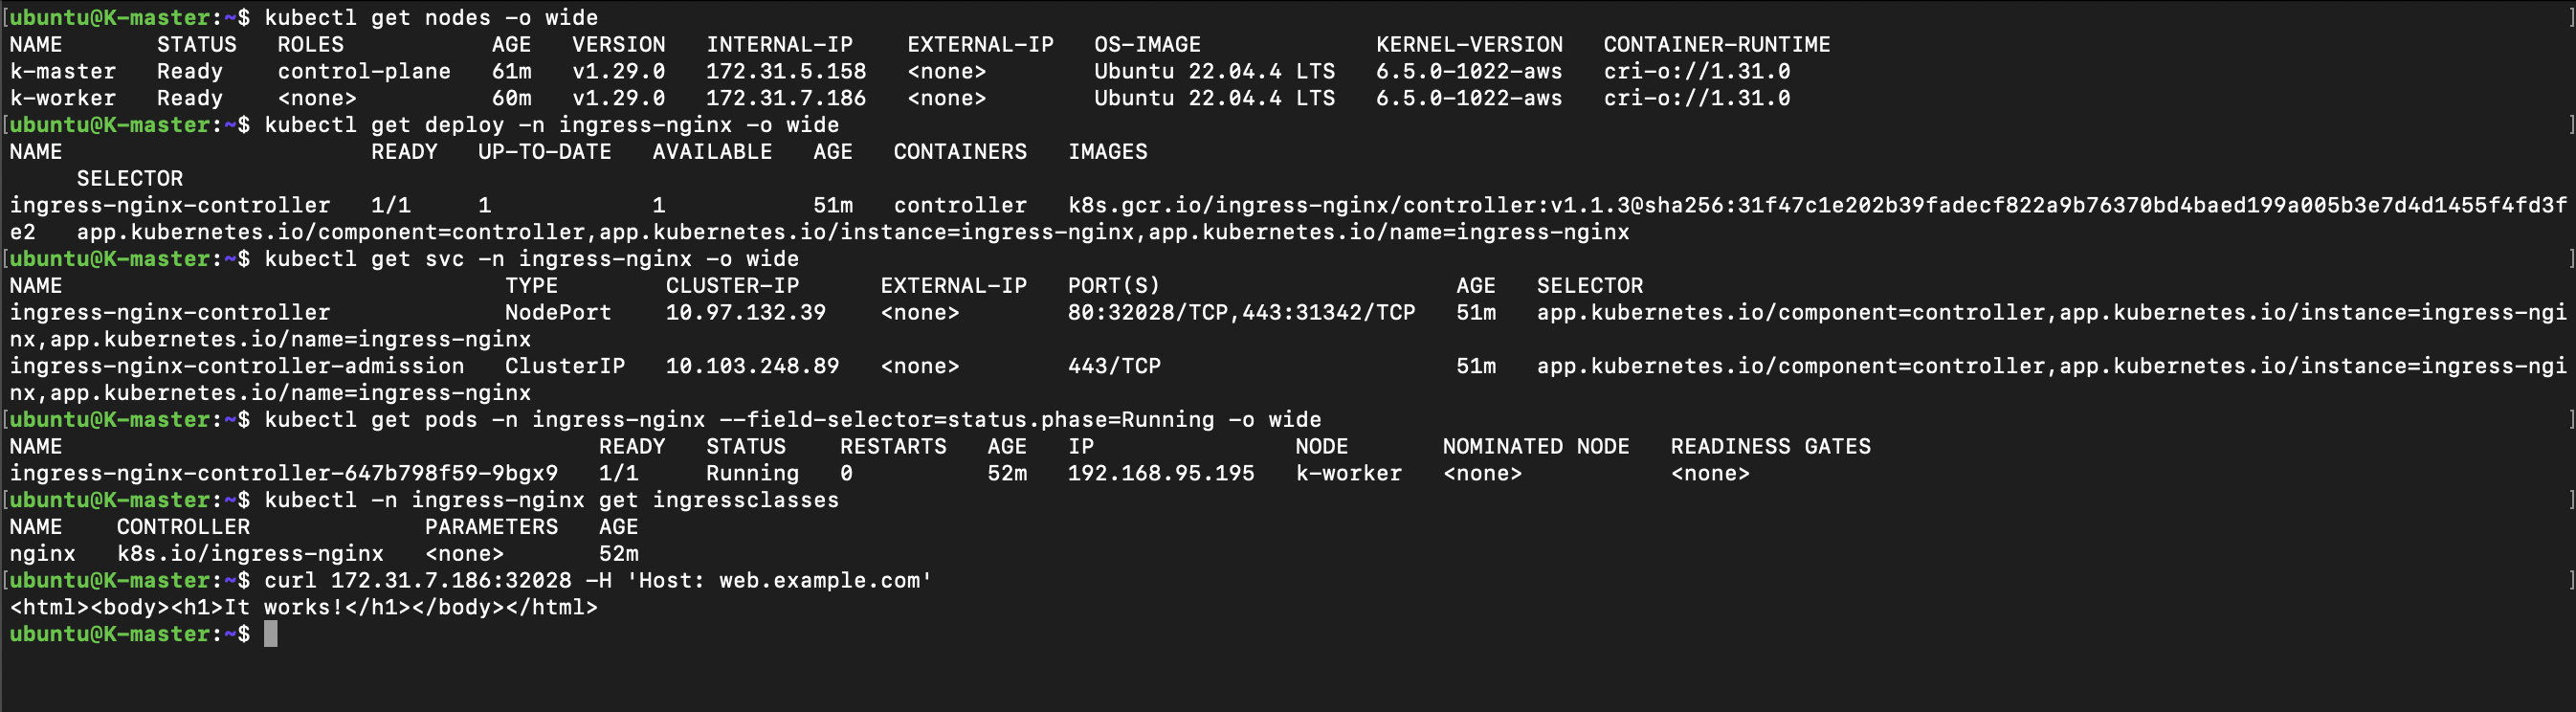 [ubuntu@K-master:~$ kubectl get nodes -o wide ]
NAME STATUS ROLES AGE VERSION INTERNAL-IP EXTERNAL-IP OS-IMAGE KERNEL-VERSION CONTAINER-RUNTIME
k-master Ready control-plane 61m v1.29.0 172.31.5.158 <none> Ubuntu 22.04.4 LTS 6.5.0-1022-aws cri-o://1.31.0
k-worker Ready <none> 60m v1.29.0 172.31.7.186 <none> Ubuntu 22.04.4 LTS 6.5.0-1022-aws cri-o://1.31.0
[ubuntu@K-master:~$ kubectl get deploy -n ingress-nginx -o wide ]
NAME READY UP-TO-DATE AVAILABLE AGE CONTAINERS IMAGES
SELECTOR
ingress-nginx-controller 1/1 1 1 51m controller k8s.gcr.io/ingress-nginx/controller:v1.1.3@sha256:31f47c1e202b39fadecf822a9b76370bd4baed199a005b3e7d4d1455f4fd3f
e2 app.kubernetes.io/component=controller,app.kubernetes.io/instance=ingress-nginx,app.kubernetes.io/name=ingress-nginx
[ubuntu@K-master:~$ kubectl get svc -n ingress-nginx -o wide ]
NAME TYPE CLUSTER-IP EXTERNAL-IP PORT(S) AGE SELECTOR
ingress-nginx-controller NodePort 10.97.132.39 <none> 80:32028/TCP,443:31342/TCP 51m app.kubernetes.io/component=controller,app.kubernetes.io/instance=ingress-ngi
nx,app.kubernetes.io/name=ingress-nginx
ingress-nginx-controller-admission ClusterIP 10.103.248.89 <none> 443/TCP 51m app.kubernetes.io/component=controller,app.kubernetes.io/instance=ingress-ngi
nx,app.kubernetes.io/name=ingress-nginx
[ubuntu@K-master:~$ kubectl get pods -n ingress-nginx --field-selector=status.phase=Running -o wide ]
NAME READY STATUS RESTARTS AGE IP NODE NOMINATED NODE READINESS GATES
ingress-nginx-controller-647b798f59-9bgx9 1/1 Running 0 52m 192.168.95.195 k-worker <none> <none>
[ubuntu@K-master:~$ kubectl -n ingress-nginx get ingressclasses ]
NAME CONTROLLER PARAMETERS AGE
nginx k8s.io/ingress-nginx <none> 52m
[ubuntu@K-master:~$ curl 172.31.7.186:32028 -H 'Host: web.example.com' ]
<html><body><h1>It works!</h1></body></html>
ubuntu@K-master:~$